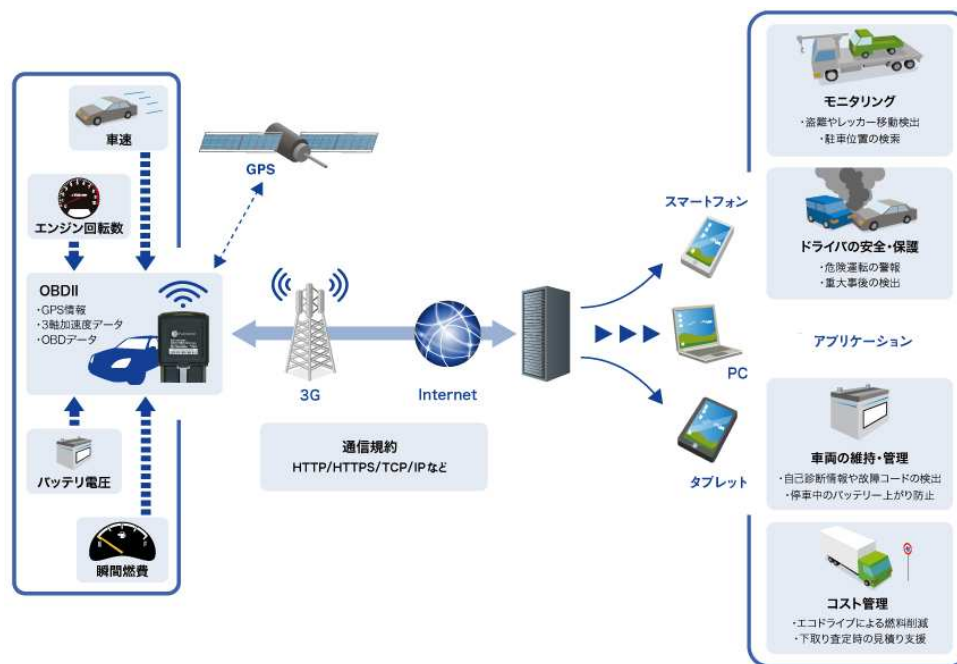 車速
エンジン回転数
OBDII
・GPS情報
・3軸加速度データ
・OBDデータ
バッテリ電圧
瞬間燃費
GPS
3G
Internet
通信規約
HTTP/HTTPS/TCP/IPなど
スマートフォン
PC
タブレット
モニタリング
・盗難やレッカー移動検出
・駐車位置の検索
ドライバの安全・保護
・危険運転の警報
・重大事後の検出
アプリケーション
車両の維持・管理
・自己診断情報や故障コードの検出
・停車中のバッテリー上がり防止
コスト管理
・エコドライブによる燃料削減
・下取り査定時の見積り支援